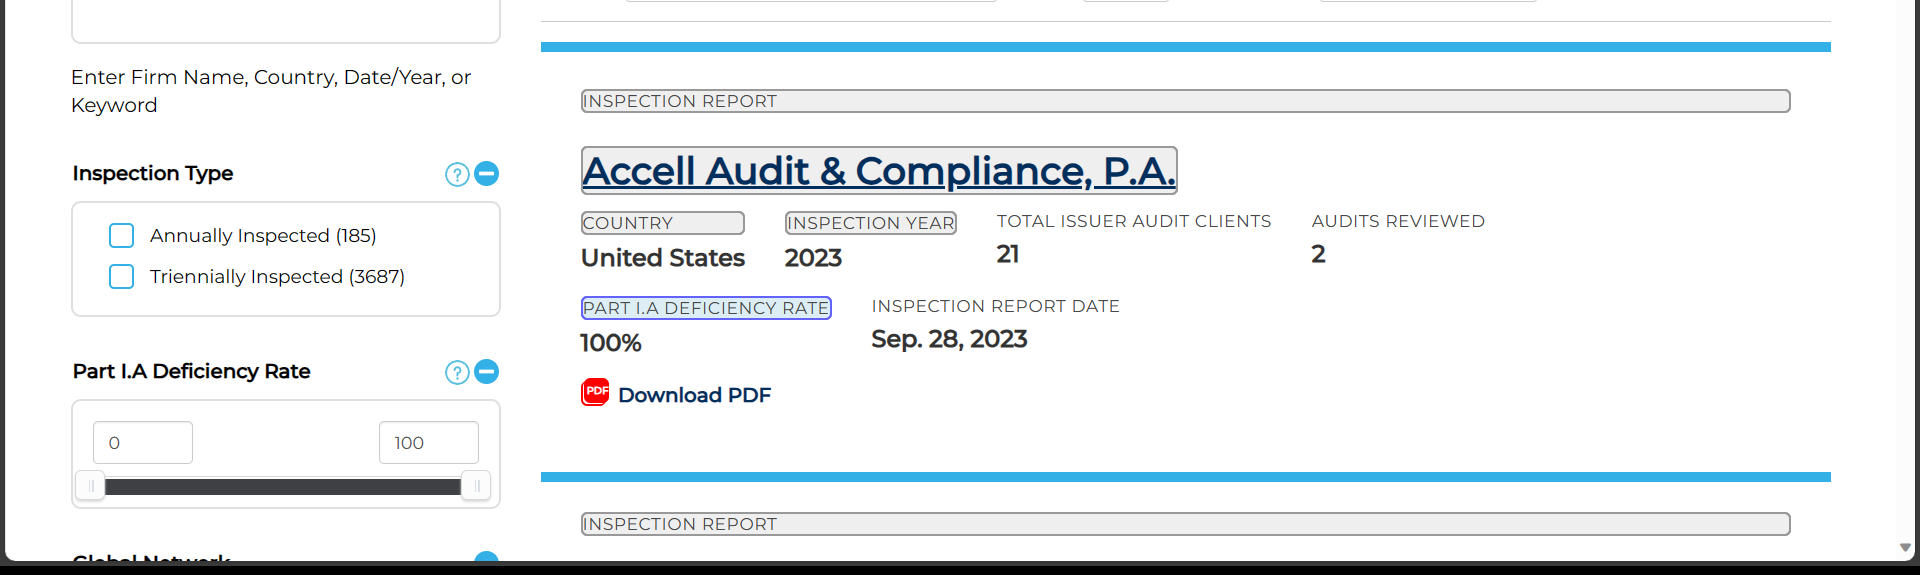 Enter Firm Name, Country, Date/Year, or
Keyword
Inspection Type
?
Annually Inspected (185)
Triennially Inspected (3687)
Part I.A Deficiency Rate
?
0
100
Global Network
INSPECTION REPORT
Accell Audit & Compliance, P.A.
COUNTRY
United States
INSPECTION YEAR
2023
TOTAL ISSUER AUDIT CLIENTS
21
AUDITS REVIEWED
2
PART I.A DEFICIENCY RATE
100%
INSPECTION REPORT DATE
Sep. 28, 2023
PDF
Download PDF
INSPECTION REPORT